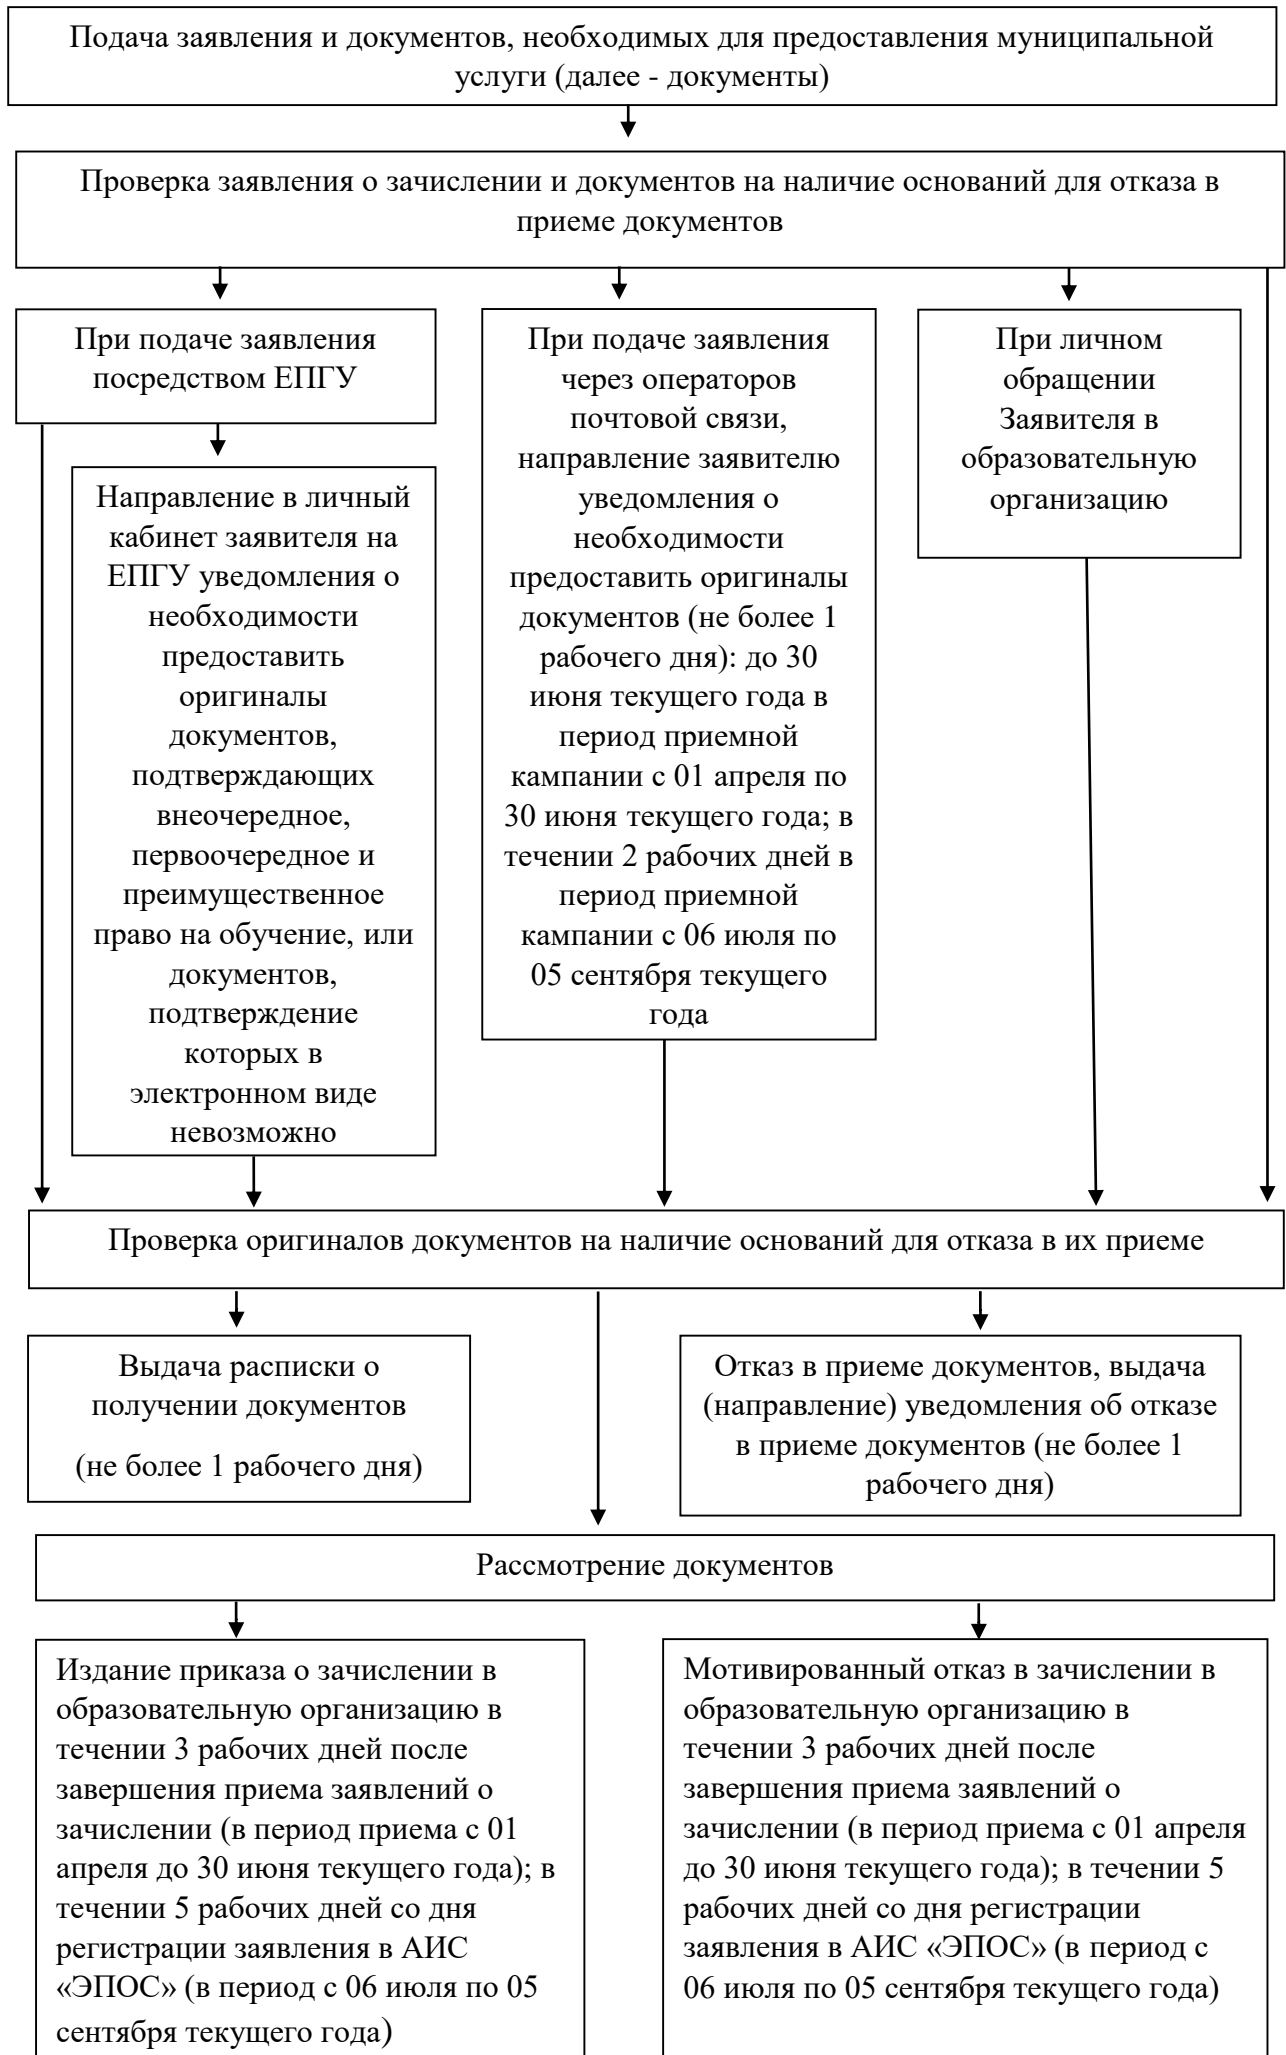 Подача заявления и документов, необходимых для предоставления муниципальной
услуги (далее - документы)
Проверка заявления о зачислении и документов на наличие оснований для отказа в
приеме документов
При подаче заявления
посредством ЕПГУ
Направление в личный
кабинет заявителя на
ЕПГУ уведомления о
необходимости
предоставить
оригиналы
документов,
подтверждающих
внеочередное,
первоочередное и
преимущественное
право на обучение, или
документов,
подтверждение
которых в
электронном виде
невозможно
При подаче заявления
через операторов
почтовой связи,
направление заявителю
уведомления о
необходимости
предоставить оригиналы
документов (не более 1
рабочего дня): до 30
июня текущего года в
период приемной
кампании с 01 апреля по
30 июня текущего года; в
течении 2 рабочих дней в
период приемной
кампании с 06 июля по
05 сентября текущего
года
При личном
обращении
Заявителя в
образовательную
организацию
Проверка оригиналов документов на наличие оснований для отказа в их приеме
Выдача расписки о
получении документов
(не более 1 рабочего дня)
Отказ в приеме документов, выдача
(направление) уведомления об отказе
в приеме документов (не более 1
рабочего дня)
Рассмотрение документов
Издание приказа о зачислении в
образовательную организацию в
течении 3 рабочих дней после
завершения приема заявлений о
зачислении (в период приема с 01
апреля до 30 июня текущего года); в
течении 5 рабочих дней со дня
регистрации заявления в АИС
«ЭПОС» (в период с 06 июля по 05
сентября текущего года)
Мотивированный отказ в зачислении в
образовательную организацию в
течении 3 рабочих дней после
завершения приема заявлений о
зачислении (в период приема с 01 апреля
до 30 июня текущего года); в течении 5
рабочих дней со дня регистрации
заявления в АИС «ЭПОС» (в период с
06 июля по 05 сентября текущего года)